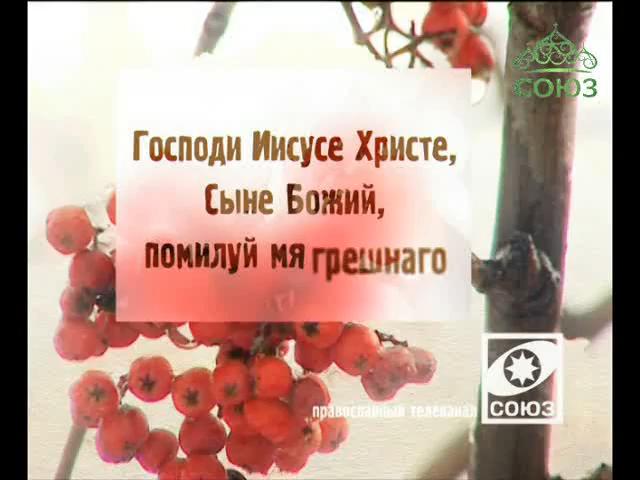 СОЮЗ
Господи Иисусе Христе,
Сыне Божий,
помилуй мя грешнаго
православный телеканал
СОЮЗ